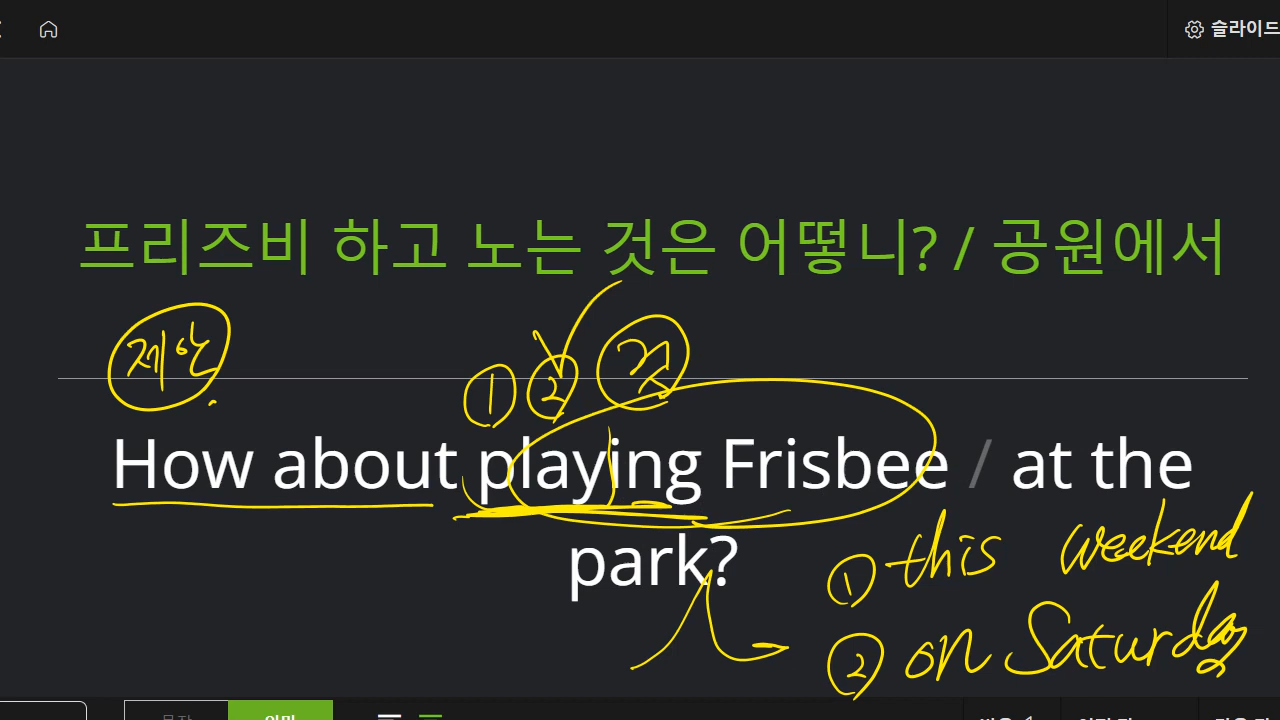 슬라이드
프리즈비 하고 노는 것은 어떻니? / 공원에서
제안
① ②
How about playing Frisbee / at the
park?
① this weekend
② on Saturday